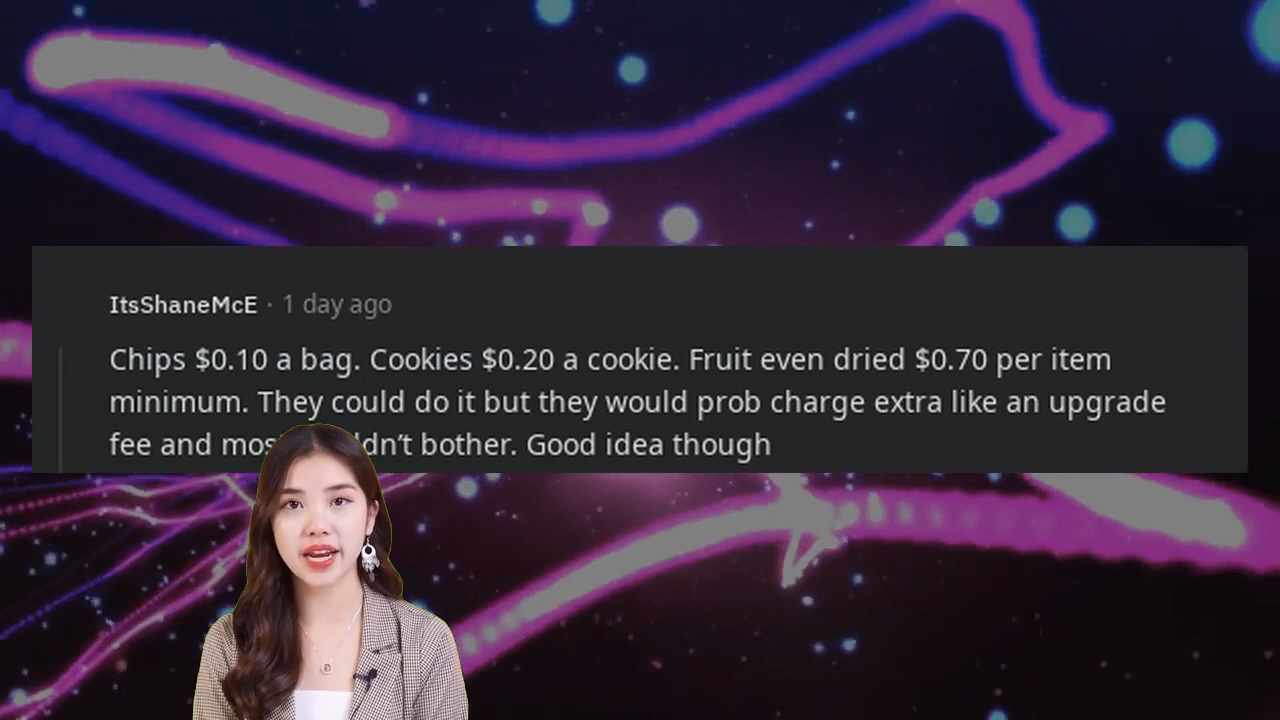 ItsShaneMcE · 1 day ago
Chips $0.10 a bag. Cookies $0.20 a cookie. Fruit even dried $0.70 per item
minimum. They could do it but they would prob charge extra like an upgrade
fee and bother. Good idea though